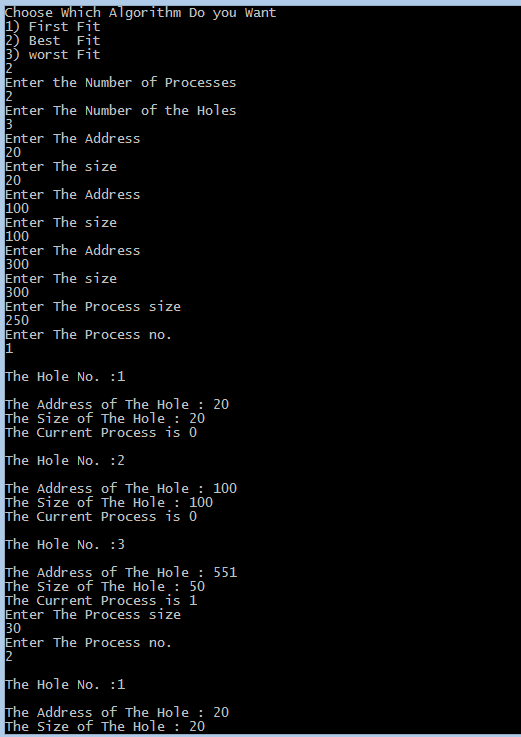 Choose Which Algorithm Do you Want
1) First Fit
2) Best  Fit
3) worst Fit
2
Enter the Number of Processes
2
Enter The Number of the Holes
3
Enter The Address
20
Enter The size
20
Enter The Address
100
Enter The size
100
Enter The Address
300
Enter The size
300
Enter The Process size
250
Enter The Process no.
1
The Hole No. :1
The Address of The Hole : 20
The Size of The Hole : 20
The Current Process is 0
The Hole No. :2
The Address of The Hole : 100
The Size of The Hole : 100
The Current Process is 0
The Hole No. :3
The Address of The Hole : 551
The Size of The Hole : 50
The Current Process is 1
Enter The Process size
30
Enter The Process no.
2
The Hole No. :1
The Address of The Hole : 20
The Size of The Hole : 20